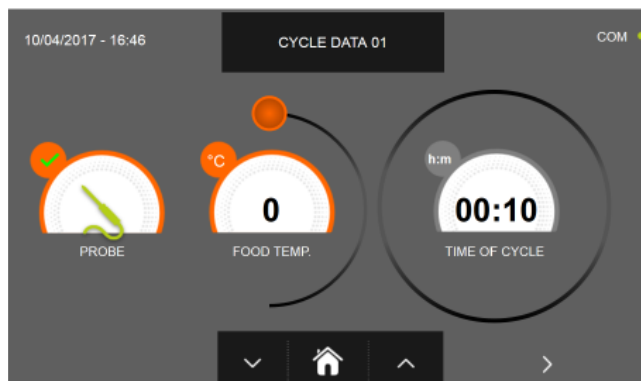 10/04/2017 - 16:46
CYCLE DATA 01
COM
°C
h:m
0
00:10
PROBE
FOOD TEMP.
TIME OF CYCLE